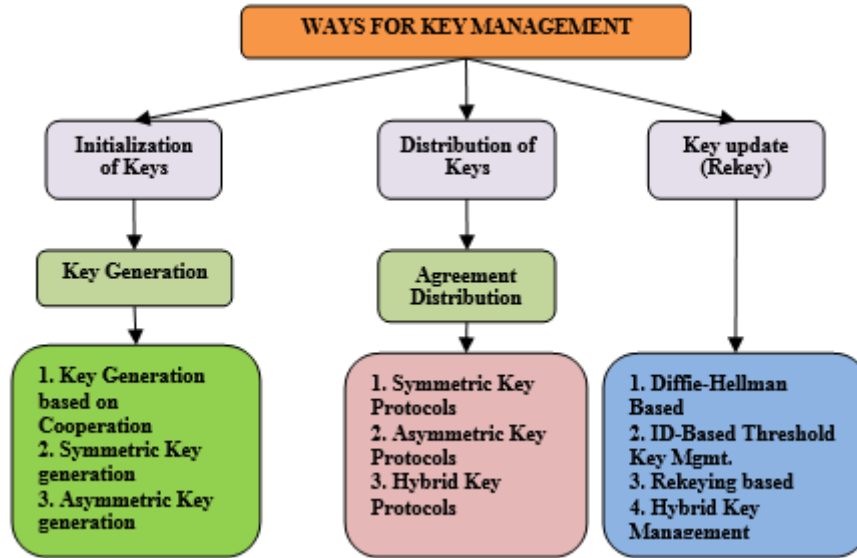 WAYS FOR KEY MANAGEMENT
Initialization
of Keys
Distribution of
Keys
Key update
(Rekey)
Key Generation
Agreement
Distribution
1. Key Generation
based on
Cooperation
2. Symmetric Key
generation
3. Asymmetric Key
generation
1. Symmetric Key
Protocols
2. Asymmetric Key
Protocols
3. Hybrid Key
Protocols
1. Diffie-Hellman
Based
2. ID-Based Threshold
Key Mgmt.
3. Rekeying based
4. Hybrid Key
Management